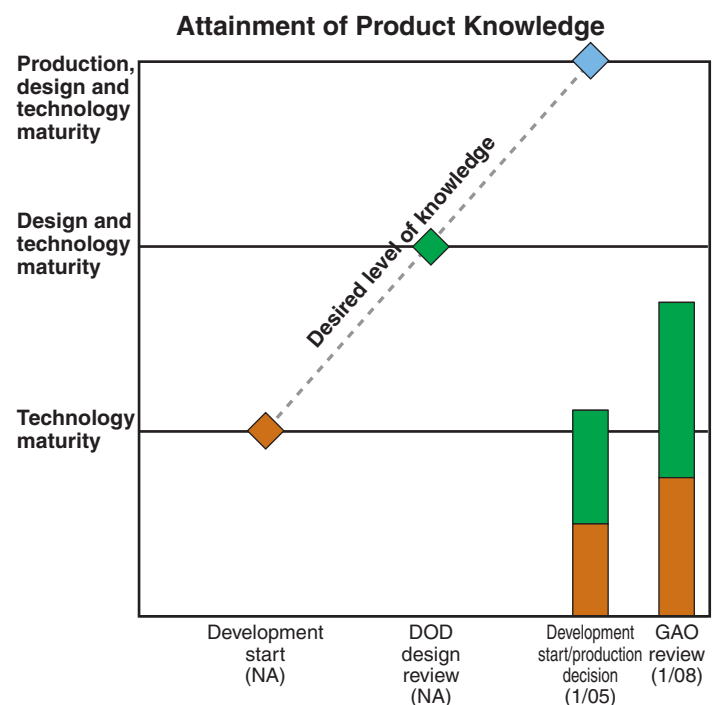 Attainment of Product Knowledge
Production,
design and
technology
maturity
Design and
technology
maturity
Technology
maturity
Desired level of knowledge
Development
start
(NA)
DOD
design
review
(NA)
Development
start/production
decision
(1/05)
GAO
review
(1/08)